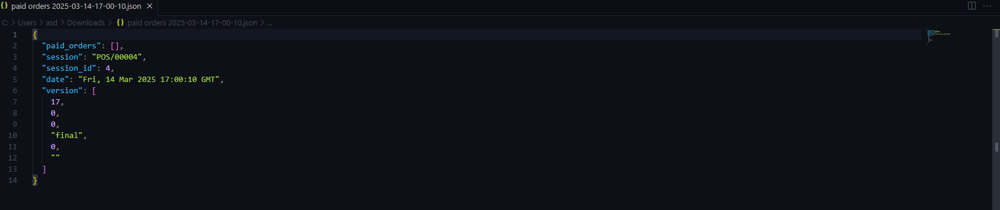 {} paid orders 2025-03-14-17-00-10.json ×
C: > Users > asd > Downloads > {} paid orders 2025-03-14-17-00-10.json > ...
1 {
2 "paid_orders": [],
3 "session": "POS/00004",
4 "session_id": 4,
5 "date": "Fri, 14 Mar 2025 17:00:10 GMT",
6 "version": [
7 17,
8 0,
9 0,
10 "final",
11 0,
12 ""
13 ]
14 }